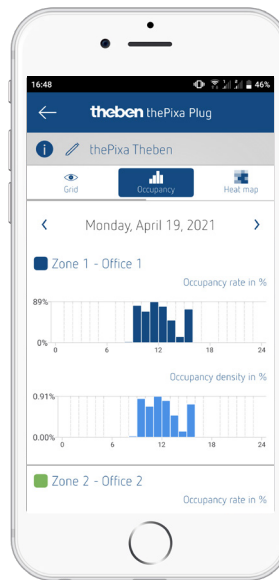 16:48 46%
theben thePixa Plug
thePixa Theben
Grid Occupancy Heat map
Monday, April 19, 2021
Zone 1 - Office 1
Occupancy rate in %
89%
0%
0 6 12 18 24
Occupancy density in %
0.91%
0.00%
0 6 12 18 24
Zone 2 - Office 2
Occupancy rate in %